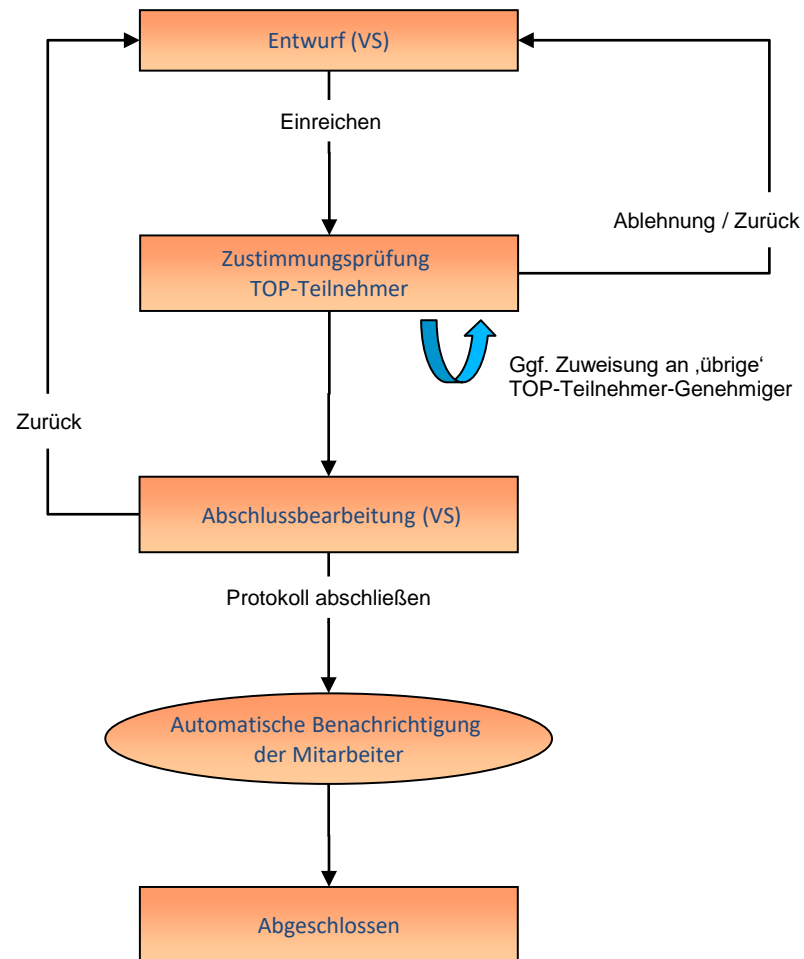 Entwurf (VS)
Einreichen
Ablehnung / Zurück
Zustimmungsprüfung
TOP-Teilnehmer
Ggf. Zuweisung an ‚übrige‘
TOP-Teilnehmer-Genehmiger
Zurück
Abschlussbearbeitung (VS)
Protokoll abschließen
Automatische Benachrichtigung
der Mitarbeiter
Abgeschlossen